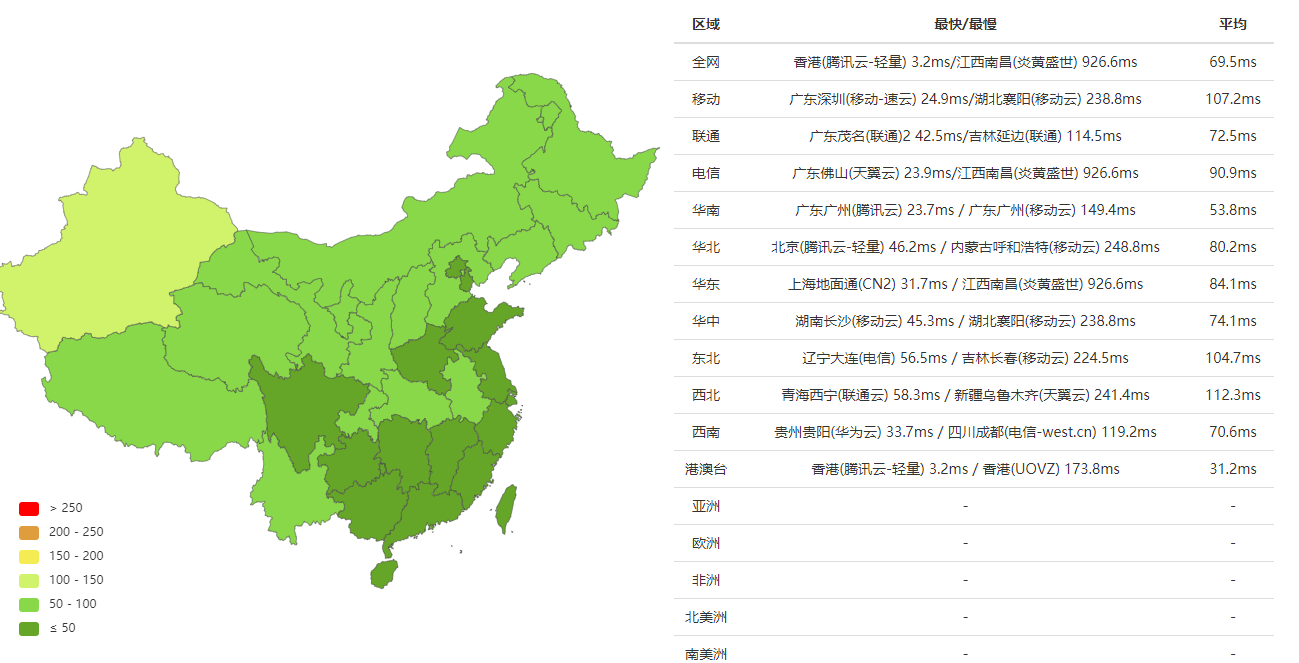 区域 最快/最慢 平均
全网 香港(腾讯云-轻量) 3.2ms/江西南昌(炎黄盛世) 926.6ms 69.5ms
移动 广东深圳(移动-速云) 24.9ms/湖北襄阳(移动云) 238.8ms 107.2ms
联通 广东茂名(联通)2 42.5ms/吉林延边(联通) 114.5ms 72.5ms
电信 广东佛山(天翼云) 23.9ms/江西南昌(炎黄盛世) 926.6ms 90.9ms
华南 广东广州(腾讯云) 23.7ms / 广东广州(移动云) 149.4ms 53.8ms
华北 北京(腾讯云-轻量) 46.2ms / 内蒙古呼和浩特(移动云) 248.8ms 80.2ms
华东 上海地面通(CN2) 31.7ms / 江西南昌(炎黄盛世) 926.6ms 84.1ms
华中 湖南长沙(移动云) 45.3ms / 湖北襄阳(移动云) 238.8ms 74.1ms
东北 辽宁大连(电信) 56.5ms / 吉林长春(移动云) 224.5ms 104.7ms
西北 青海西宁(联通云) 58.3ms / 新疆乌鲁木齐(天翼云) 241.4ms 112.3ms
西南 贵州贵阳(华为云) 33.7ms / 四川成都(电信-west.cn) 119.2ms 70.6ms
港澳台 香港(腾讯云-轻量) 3.2ms / 香港(UOVZ) 173.8ms 31.2ms
亚洲 - -
欧洲 - -
非洲 - -
北美洲 - -
南美洲 - -
> 250
200 - 250
150 - 200
100 - 150
50 - 100
≤ 50